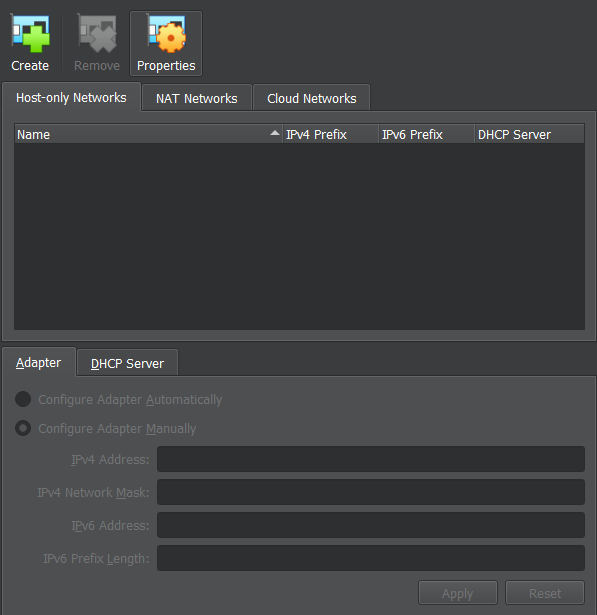 Create Remove Properties
Host-only Networks NAT Networks Cloud Networks
Name IPv4 Prefix IPv6 Prefix DHCP Server
Adapter DHCP Server
Configure Adapter Automatically
Configure Adapter Manually
IPv4 Address:
IPv4 Network Mask:
IPv6 Address:
IPv6 Prefix Length:
Apply Reset